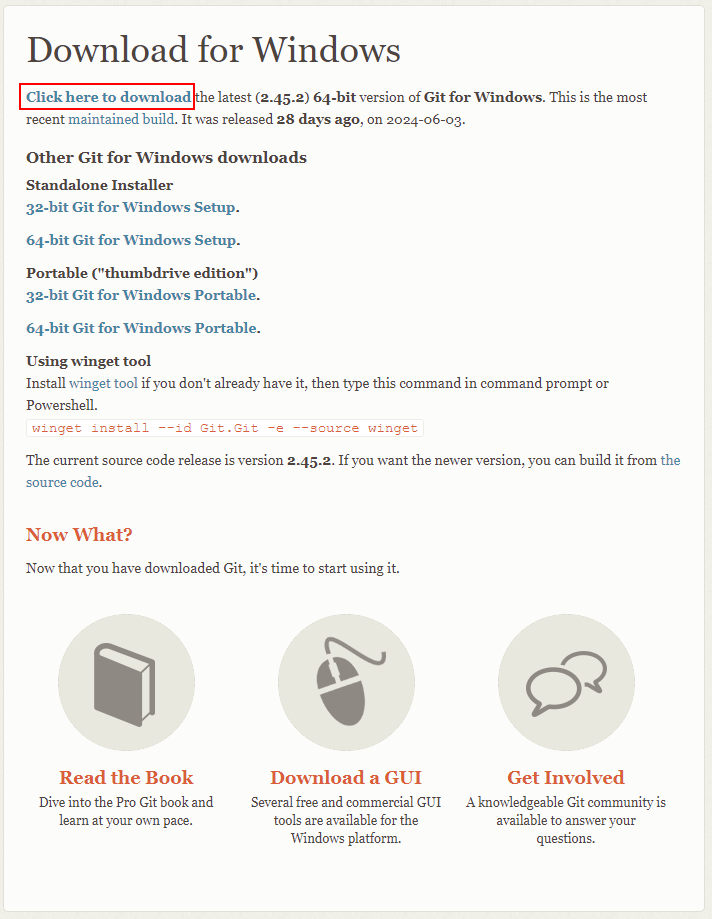 Download for Windows
Click here to download the latest (2.45.2) 64-bit version of Git for Windows. This is the most
recent maintained build. It was released 28 days ago, on 2024-06-03.
Other Git for Windows downloads
Standalone Installer
32-bit Git for Windows Setup.
64-bit Git for Windows Setup.
Portable ("thumbdrive edition")
32-bit Git for Windows Portable.
64-bit Git for Windows Portable.
Using winget tool
Install winget tool if you don't already have it, then type this command in command prompt or
Powershell.
winget install --id Git.Git -e --source winget
The current source code release is version 2.45.2. If you want the newer version, you can build it from the
source code.
Now What?
Now that you have downloaded Git, it's time to start using it.
Read the Book
Dive into the Pro Git book and
learn at your own pace.
Download a GUI
Several free and commercial GUI
tools are available for the
Windows platform.
Get Involved
A knowledgeable Git community is
available to answer your
questions.